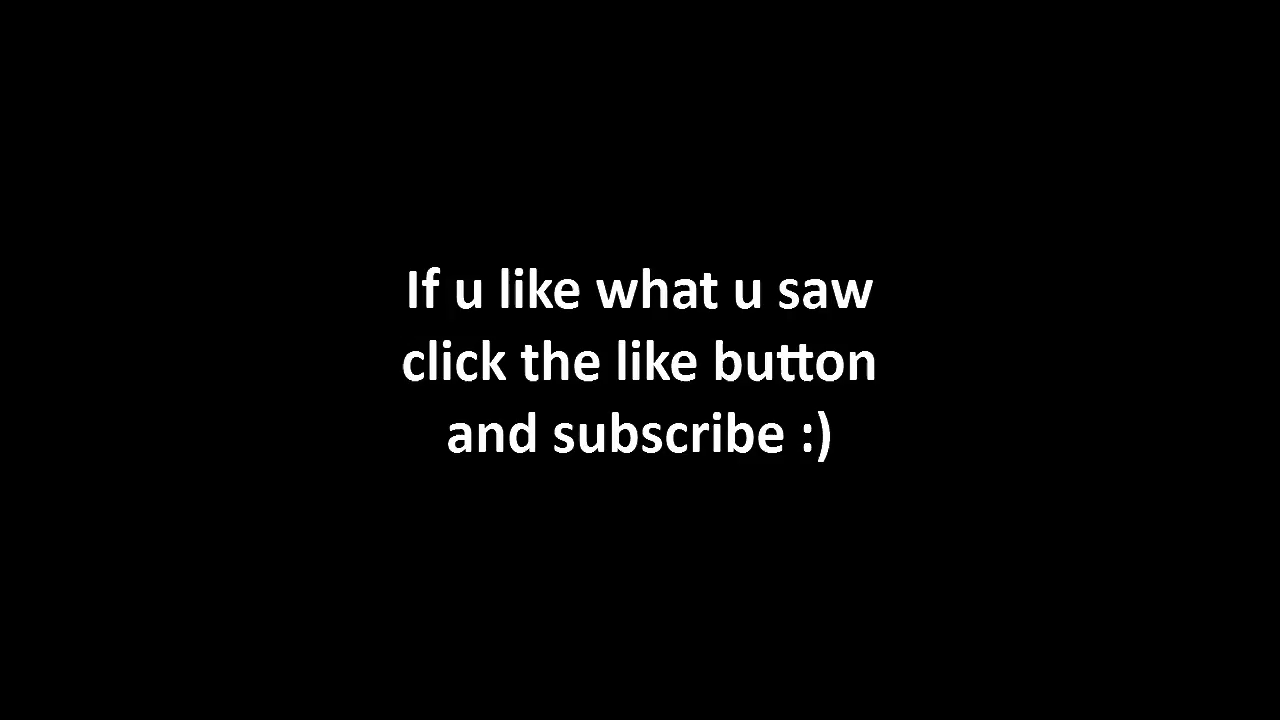 If u like what u saw
click the like button
and subscribe :)